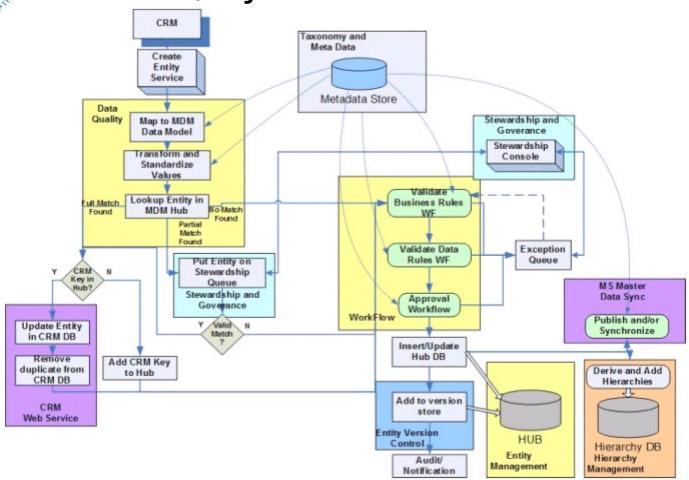 CRM
Create
Entity
Service
Taxonomy and
Meta Data
Metadata Store
Data
Quality
Map to MDM
Data Model
Transform and
Standardize
Values
Lookup Entity in
MDM Hub
Full Match
Found
No Match
Found
Partial
Match
Found
Stewardship and
Goverance
Stewardship
Console
Validate
Business Rules
WF
Validate Data
Rules WF
Approval
Workflow
WorkFlow
Exception
Queue
Put Entity on
Stewardship
Queue
Stewardship and
Goverance
Y
CRM
Key in
Hub?
N
Y
Valid
Match
?
N
MS Master
Data Sync
Publish and/or
Synchronize
Update Entity
in CRM DB
Remove
duplicate from
CRM DB
CRM
Web Service
Add CRM Key
to Hub
Insert/Update
Hub DB
Add to version
store
Entity Version
Control
Audit/
Notification
HUB
Entity
Management
Derive and Add
Hierarchies
Hierarchy DB
Hierarchy
Management